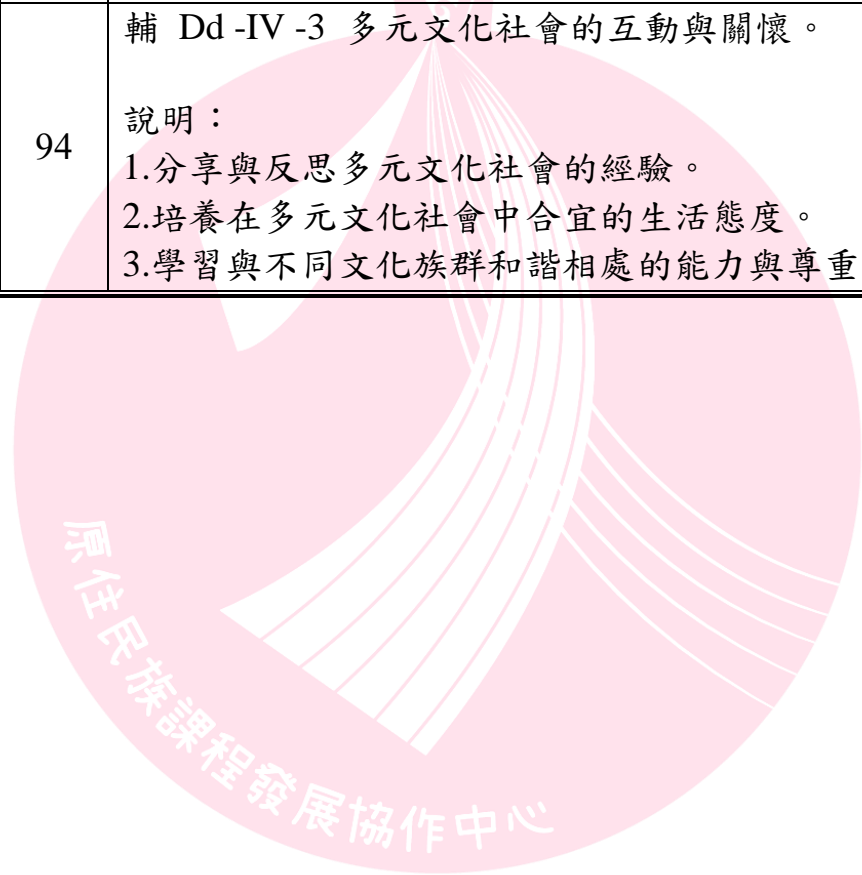 輔 Dd -IV -3 多元文化社會的互動與關懷。
說明：
94
1.分享與反思多元文化社會的經驗。
2.培養在多元文化社會中合宜的生活態度。
3.學習與不同文化族群和諧相處的能力與尊重
原住民族課程發展協作中心